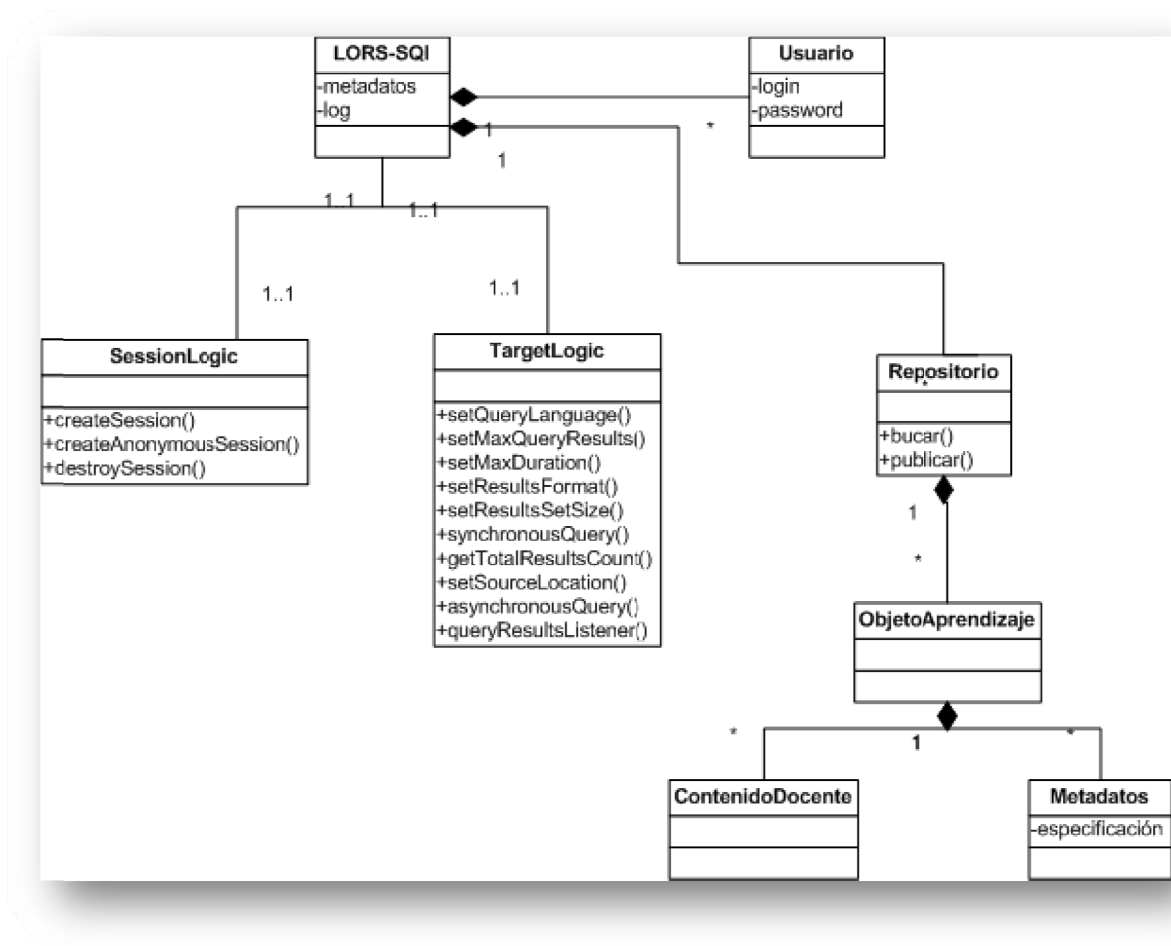 LORS-SQI
-metadatos
-log
Usuario
-login
-password
1
*
1
1..1
1..1
1..1
1..1
SessionLogic
+createSession()
+createAnonymousSession()
+destroySession()
TargetLogic
+setQueryLanguage()
+setMaxQueryResults()
+setMaxDuration()
+setResultsFormat()
+setResultsSetSize()
+synchronousQuery()
+getTotalResultsCount()
+setSourceLocation()
+asynchronousQuery()
+queryResultsListener()
Repositorio
*
+bucar()
+publicar()
1
*
ObjetoAprendizaje
*
1
*
ContenidoDocente
Metadatos
-especificación